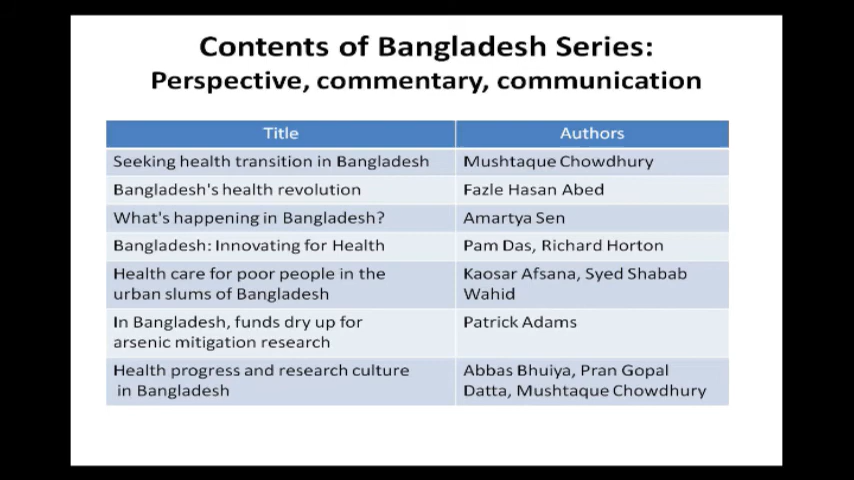 Contents of Bangladesh Series:
Perspective, commentary, communication
Title Authors
Seeking health transition in Bangladesh Mushtaque Chowdhury
Bangladesh's health revolution Fazle Hasan Abed
What's happening in Bangladesh? Amartya Sen
Bangladesh: Innovating for Health Pam Das, Richard Horton
Health care for poor people in the
urban slums of Bangladesh
Kaosar Afsana, Syed Shabab
Wahid
In Bangladesh, funds dry up for
arsenic mitigation research
Patrick Adams
Health progress and research culture
in Bangladesh
Abbas Bhuiya, Pran Gopal
Datta, Mushtaque Chowdhury